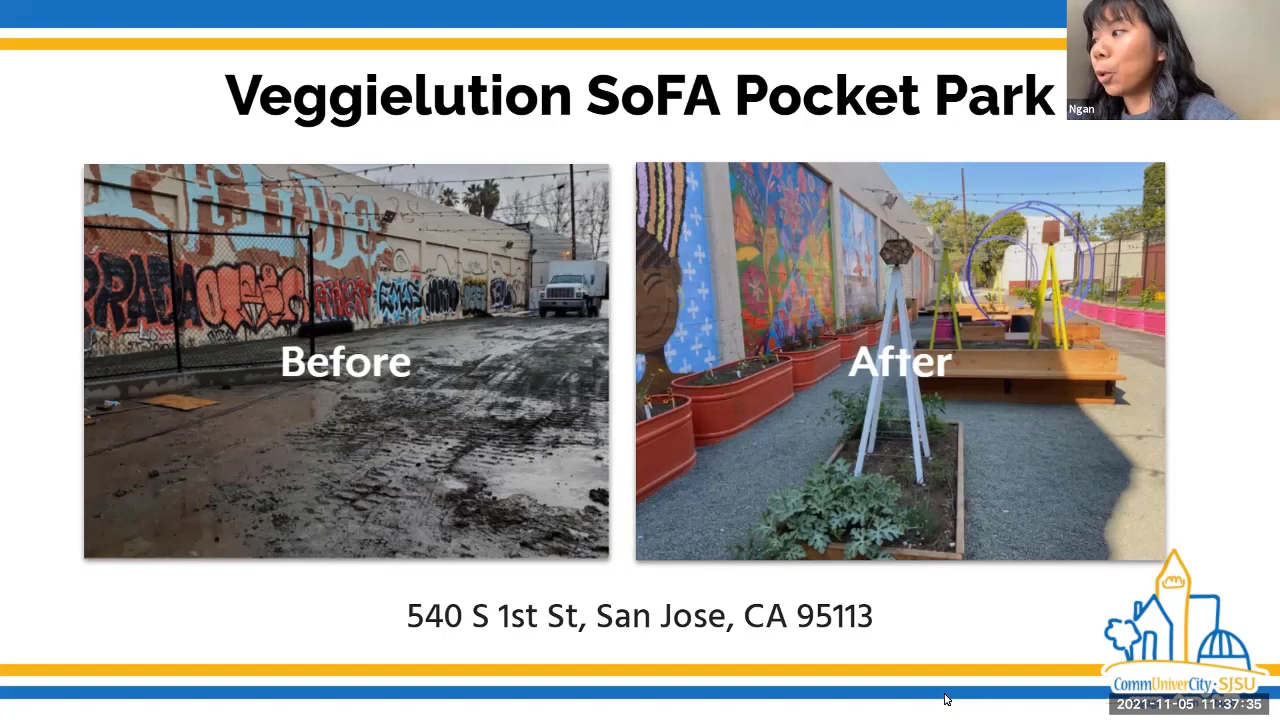 Veggielution SoFA Pocket Park
Ngan
Before
After
540 S 1st St, San Jose, CA 95113
CommUniverCity · SJSU
2021-11-05 11:37:35